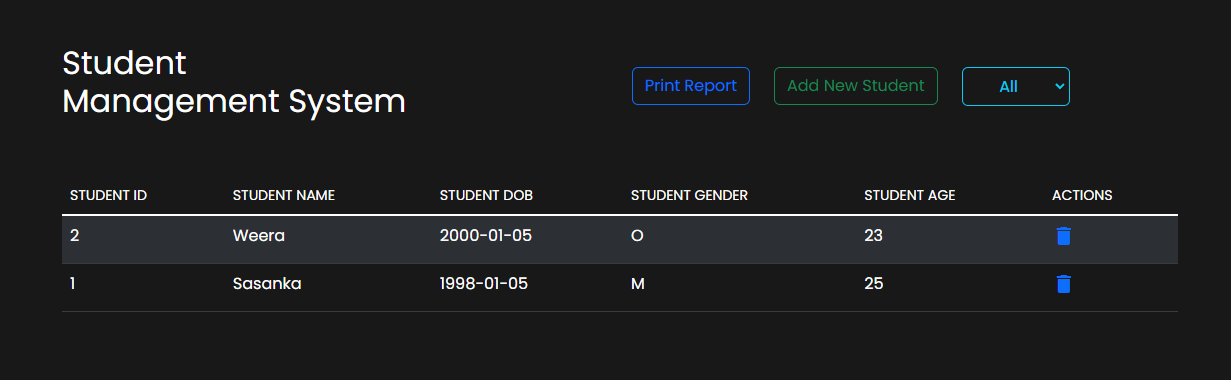 Student
Management System
Print Report Add New Student All
STUDENT ID STUDENT NAME STUDENT DOB STUDENT GENDER STUDENT AGE ACTIONS
2 Weera 2000-01-05 O 23
1 Sasanka 1998-01-05 M 25